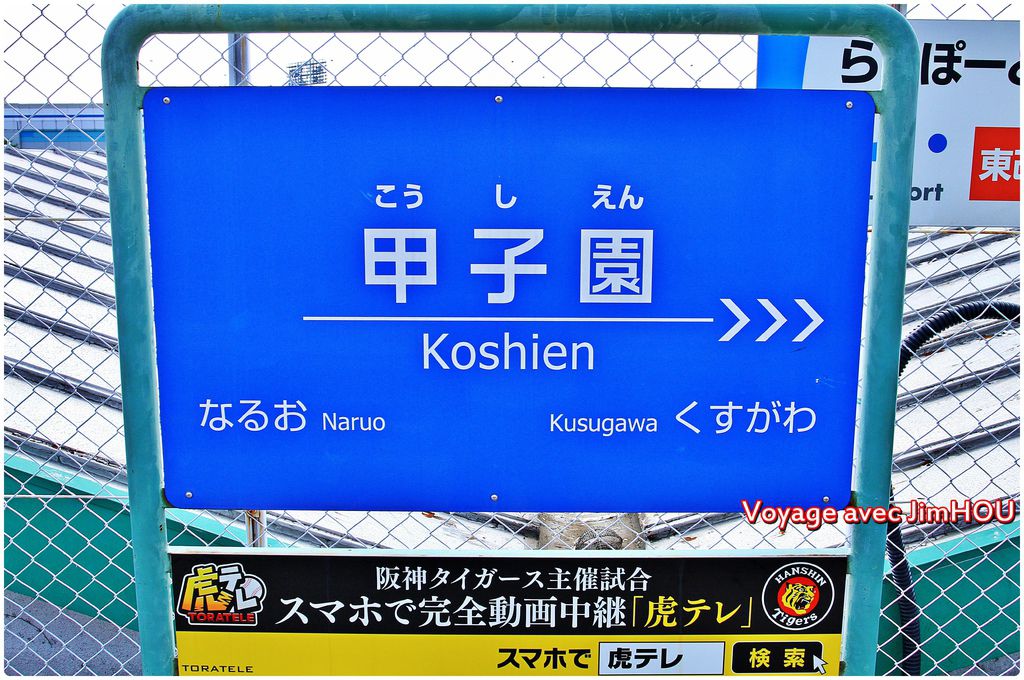 らぽーと
東西
ort
こうしえん
甲子園
Koshien
なるお Naruo
Kusugawa くすがわ
Voyage avec JimHOU
虎テレ
TORATELE
阪神タイガース主催試合
スマホで完全動画中継「虎テレ」
HANSHIN
Tigers
TORATELE
スマホで 虎テレ 検索